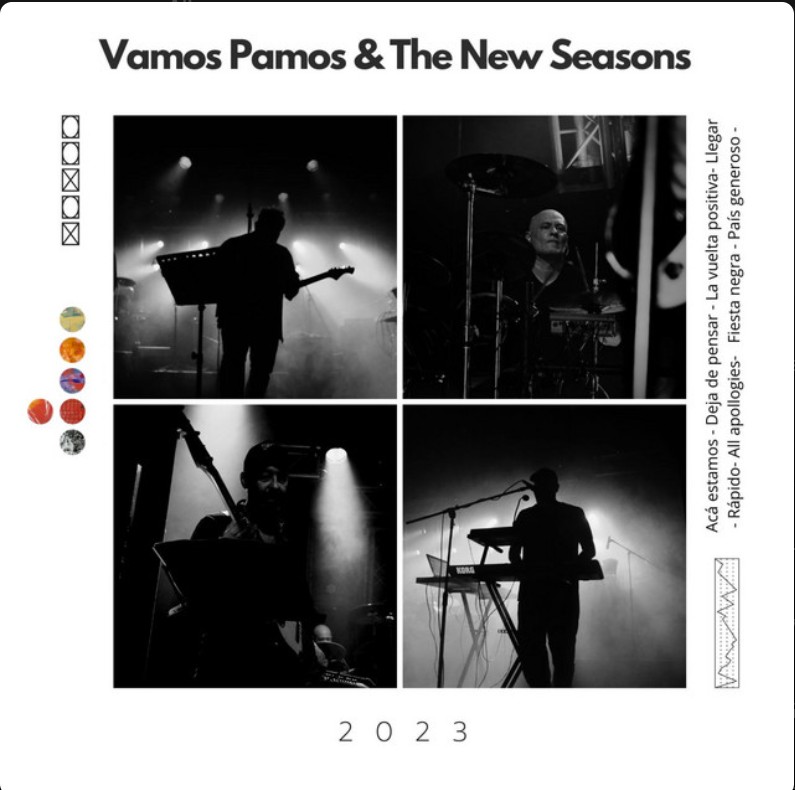 Vamos Pamos & The New Seasons
Acá estamos - Deja de pensar - La vuelta positiva- Llegar
- Rápido- All apollogies- Fiesta negra - País generoso -
KORG
2 0 2 3